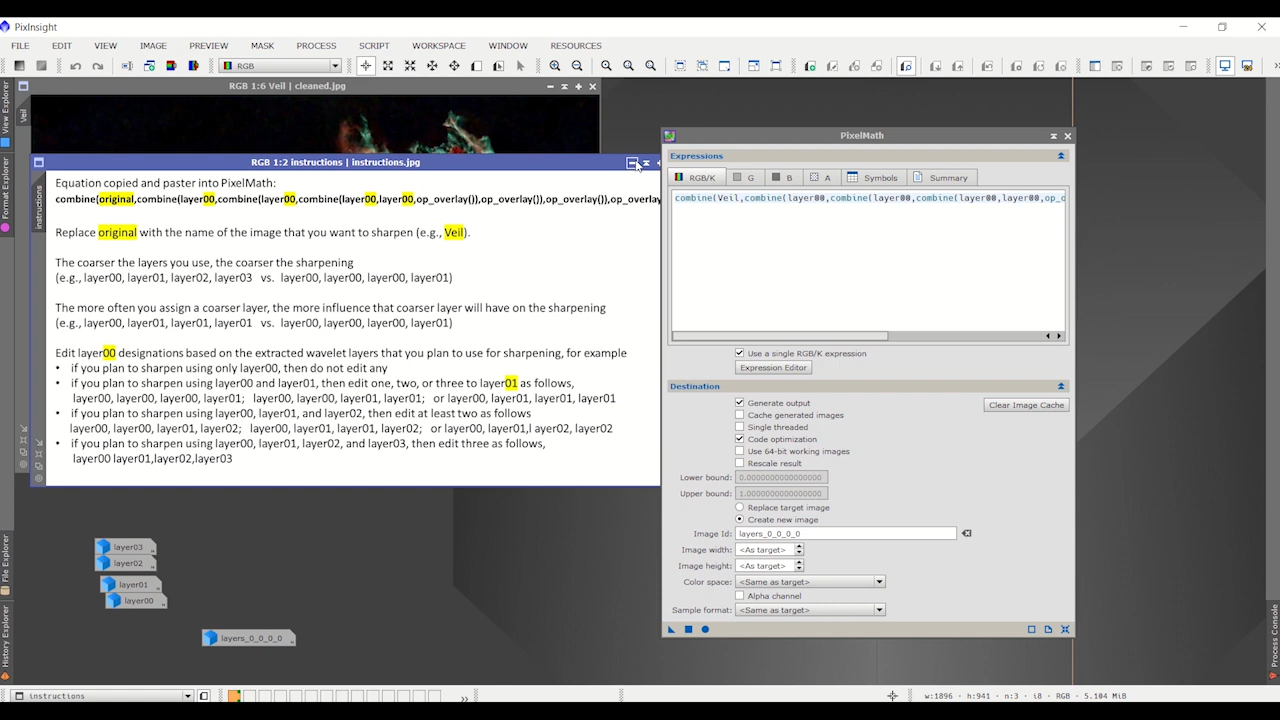 PixInsight
FILE EDIT VIEW IMAGE PREVIEW MASK PROCESS SCRIPT WORKSPACE WINDOW RESOURCES
RGB
RGB 1:6 Veil | cleaned.jpg
Veil
RGB 1:2 instructions | instructions.jpg
instructions
Equation copied and paster into PixelMath:
combine(original,combine(layer00,combine(layer00,combine(layer00,layer00,op_overlay()),op_overlay()),op_overlay()),op_overlay
Replace original with the name of the image that you want to sharpen (e.g., Veil).
The coarser the layers you use, the coarser the sharpening
(e.g., layer00, layer01, layer02, layer03 vs. layer00, layer00, layer00, layer01)
The more often you assign a coarser layer, the more influence that coarser layer will have on the sharpening
(e.g., layer00, layer01, layer01, layer01 vs. layer00, layer00, layer00, layer01)
Edit layer00 designations based on the extracted wavelet layers that you plan to use for sharpening, for example
• if you plan to sharpen using only layer00, then do not edit any
• if you plan to sharpen using layer00 and layer01, then edit one, two, or three to layer01 as follows,
layer00, layer00, layer00, layer01; layer00, layer00, layer01, layer01; or layer00, layer01, layer01, layer01
• if you plan to sharpen using layer00, layer01, and layer02, then edit at least two as follows
layer00, layer00, layer01, layer02; layer00, layer01, layer01, layer02; or layer00, layer01,l ayer02, layer02
• if you plan to sharpen using layer00, layer01, layer02, and layer03, then edit three as follows,
layer00 layer01,layer02,layer03
layer03
layer02
layer01
layer00
layers_0_0_0_0
PixelMath
Expressions
RGB/K G B A Symbols Summary
combine(Veil,combine(layer00,combine(layer00,combine(layer00,layer00,op_o
Use a single RGB/K expression
Expression Editor
Destination
Generate output
Clear Image Cache
Cache generated images
Single threaded
Code optimization
Use 64-bit working images
Rescale result
Lower bound: 0.0000000000000000
Upper bound: 1.0000000000000000
Replace target image
Create new image
Image Id: layers_0_0_0_0
Image width: <As target>
Image height: <As target>
Color space: <Same as target>
Alpha channel
Sample format: <Same as target>
View Explorer
Format Explorer
File Explorer
History Explorer
Process Console
instructions
w:1896 · h:941 · n:3 · i8 · RGB · 5.104 MiB